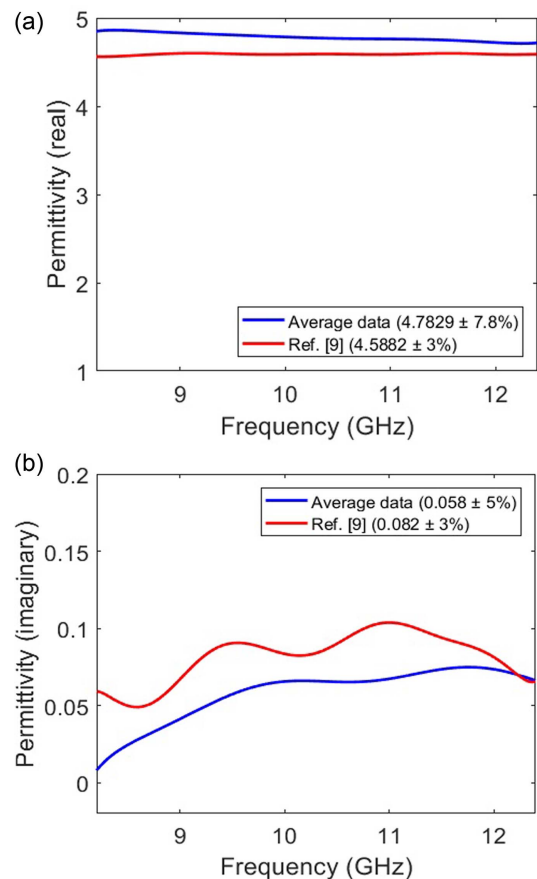 (a)
5
4
3
2
1
Permittivity (real)
Average data (4.7829 ± 7.8%)
Ref. [9] (4.5882 ± 3%)
9 10 11 12
Frequency (GHz)
(b)
0.2
0.15
0.1
0.05
0
Permittivity (imaginary)
Average data (0.058 ± 5%)
Ref. [9] (0.082 ± 3%)
9 10 11 12
Frequency (GHz)